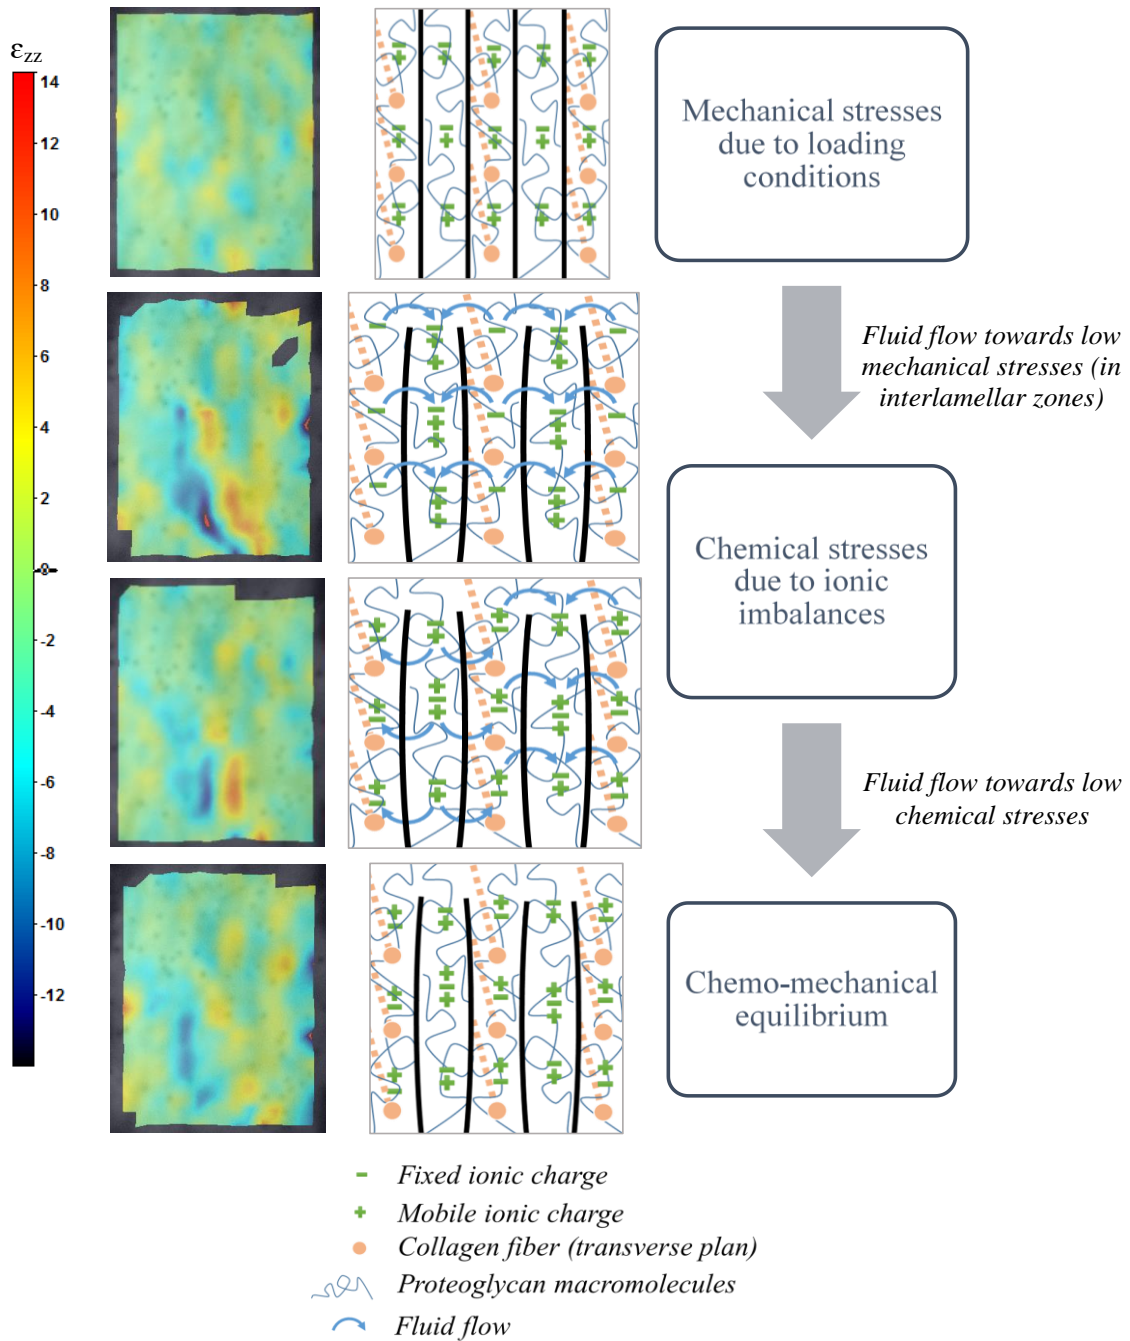 εzz
14
12
10
8
6
4
2
0
-2
-4
-6
-8
-10
-12
Mechanical stresses
due to loading
conditions
Fluid flow towards low
mechanical stresses (in
interlamellar zones)
Chemical stresses
due to ionic
imbalances
Fluid flow towards low
chemical stresses
Chemo-mechanical
equilibrium
Fixed ionic charge
Mobile ionic charge
Collagen fiber (transverse plan)
Proteoglycan macromolecules
Fluid flow